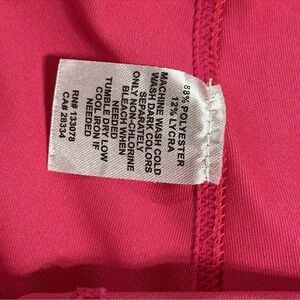 88% POLYESTER
12% LYCRA
MACHINE WASH COLD
WASH DARK COLORS
SEPARATELY
ONLY NON-CHLORINE
BLEACH WHEN
NEEDED
TUMBLE DRY LOW
COOL IRON IF
NEEDED
RN# 133078
CA# 28334